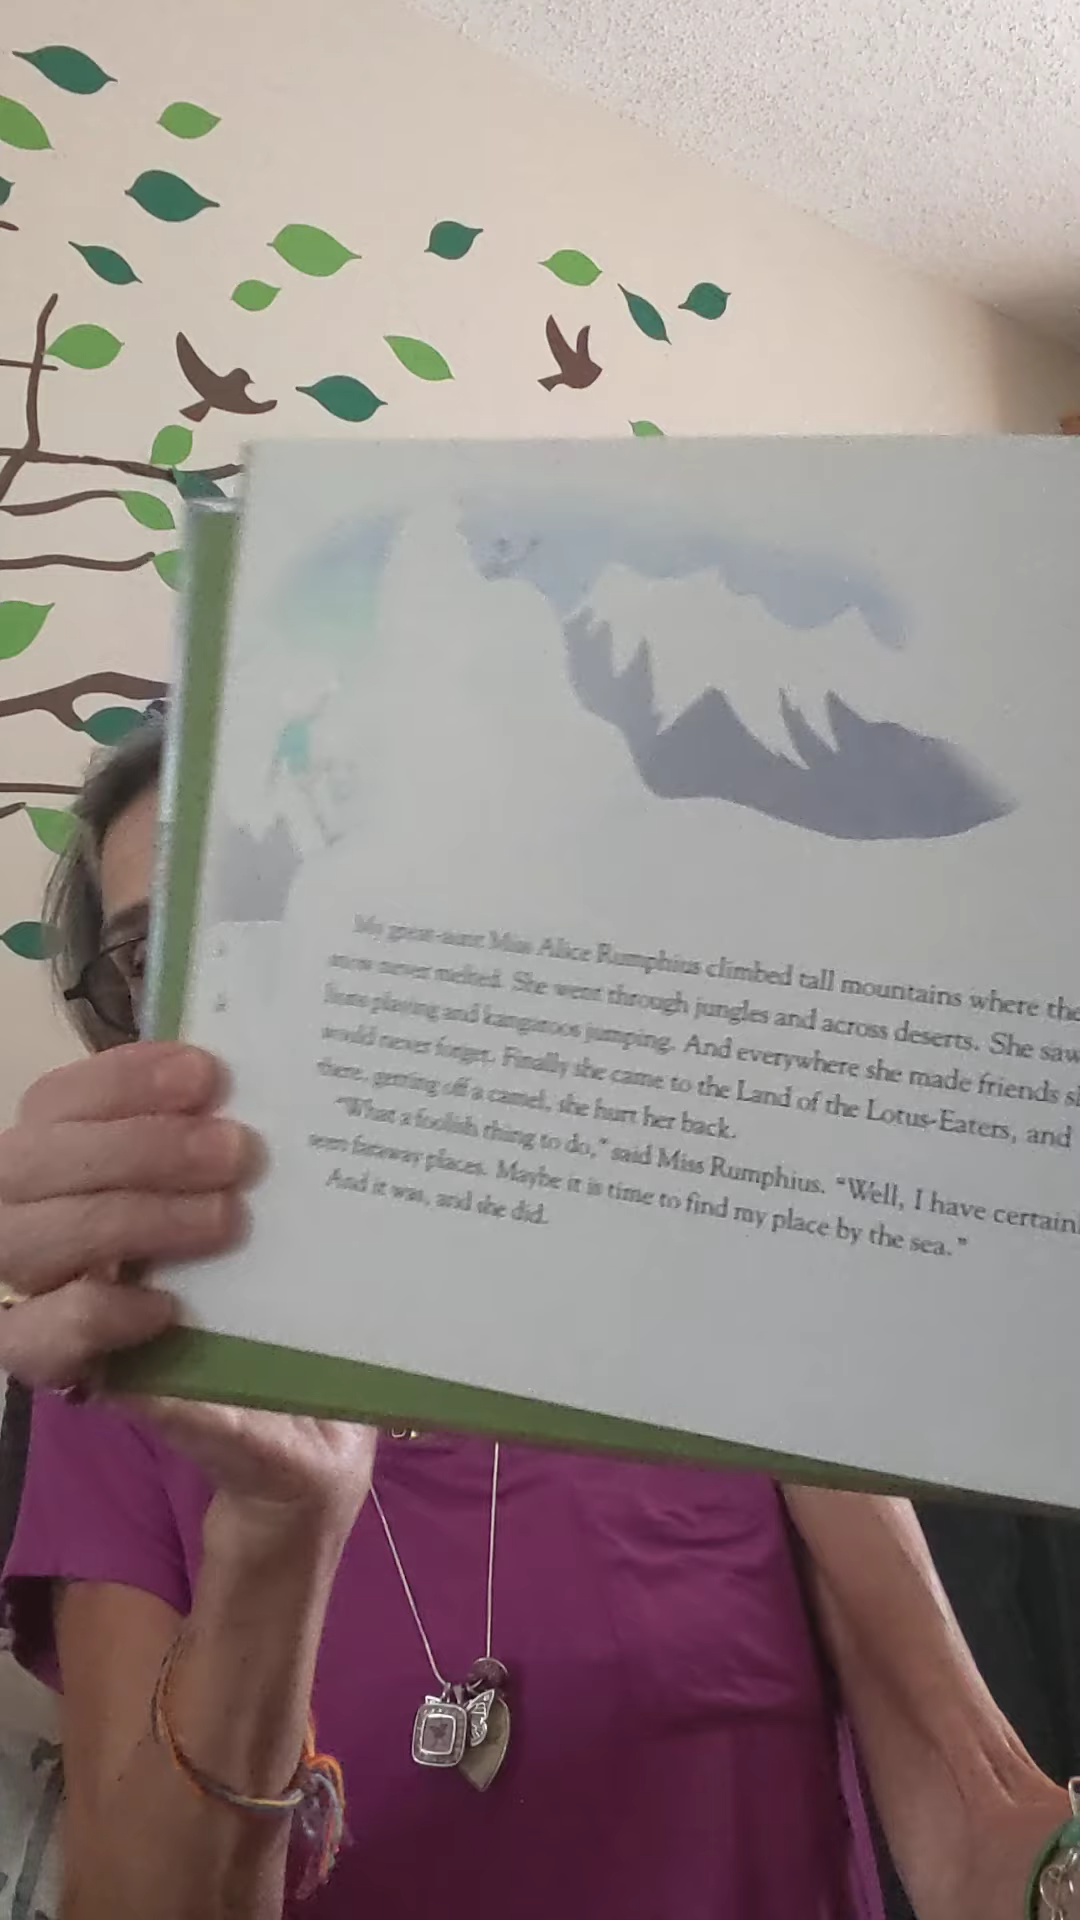 My great-aunt Miss Alice Rumphius climbed tall mountains where the
snow never melted. She went through jungles and across deserts. She saw
lions playing and kangaroos jumping. And everywhere she made friends
would never forget. Finally she came to the Land of the Lotus-Eaters, and
there, getting off a camel, she hurt her back.
"What a foolish thing to do," said Miss Rumphius. "Well, I have
seen faraway places. Maybe it is time to find my place by the sea."
And it was, and she did.